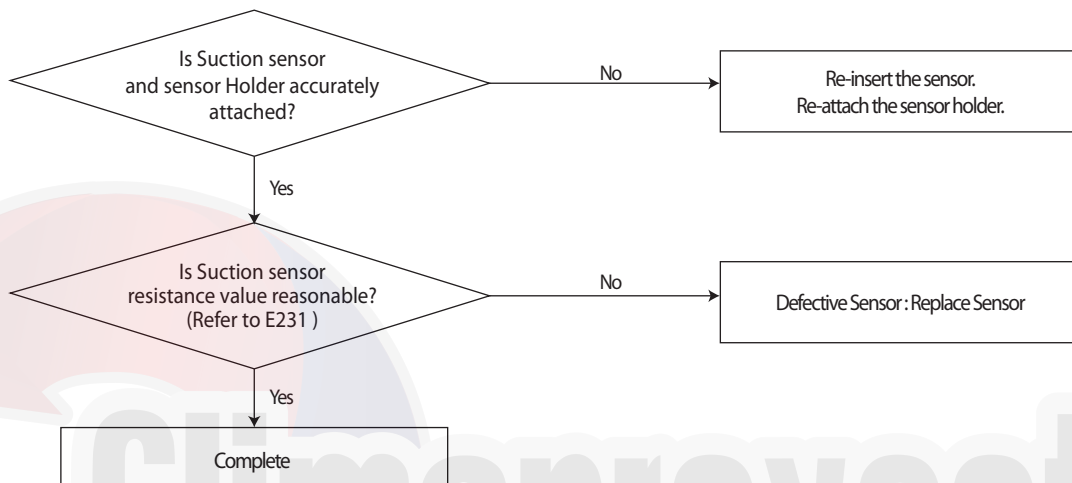 Is Suction sensor
and sensor Holder accurately
attached?
No
Re-insert the sensor.
Re-attach the sensor holder.
Yes
Is Suction sensor
resistance value reasonable?
(Refer to E231 )
No
Defective Sensor : Replace Sensor
Yes
Complete